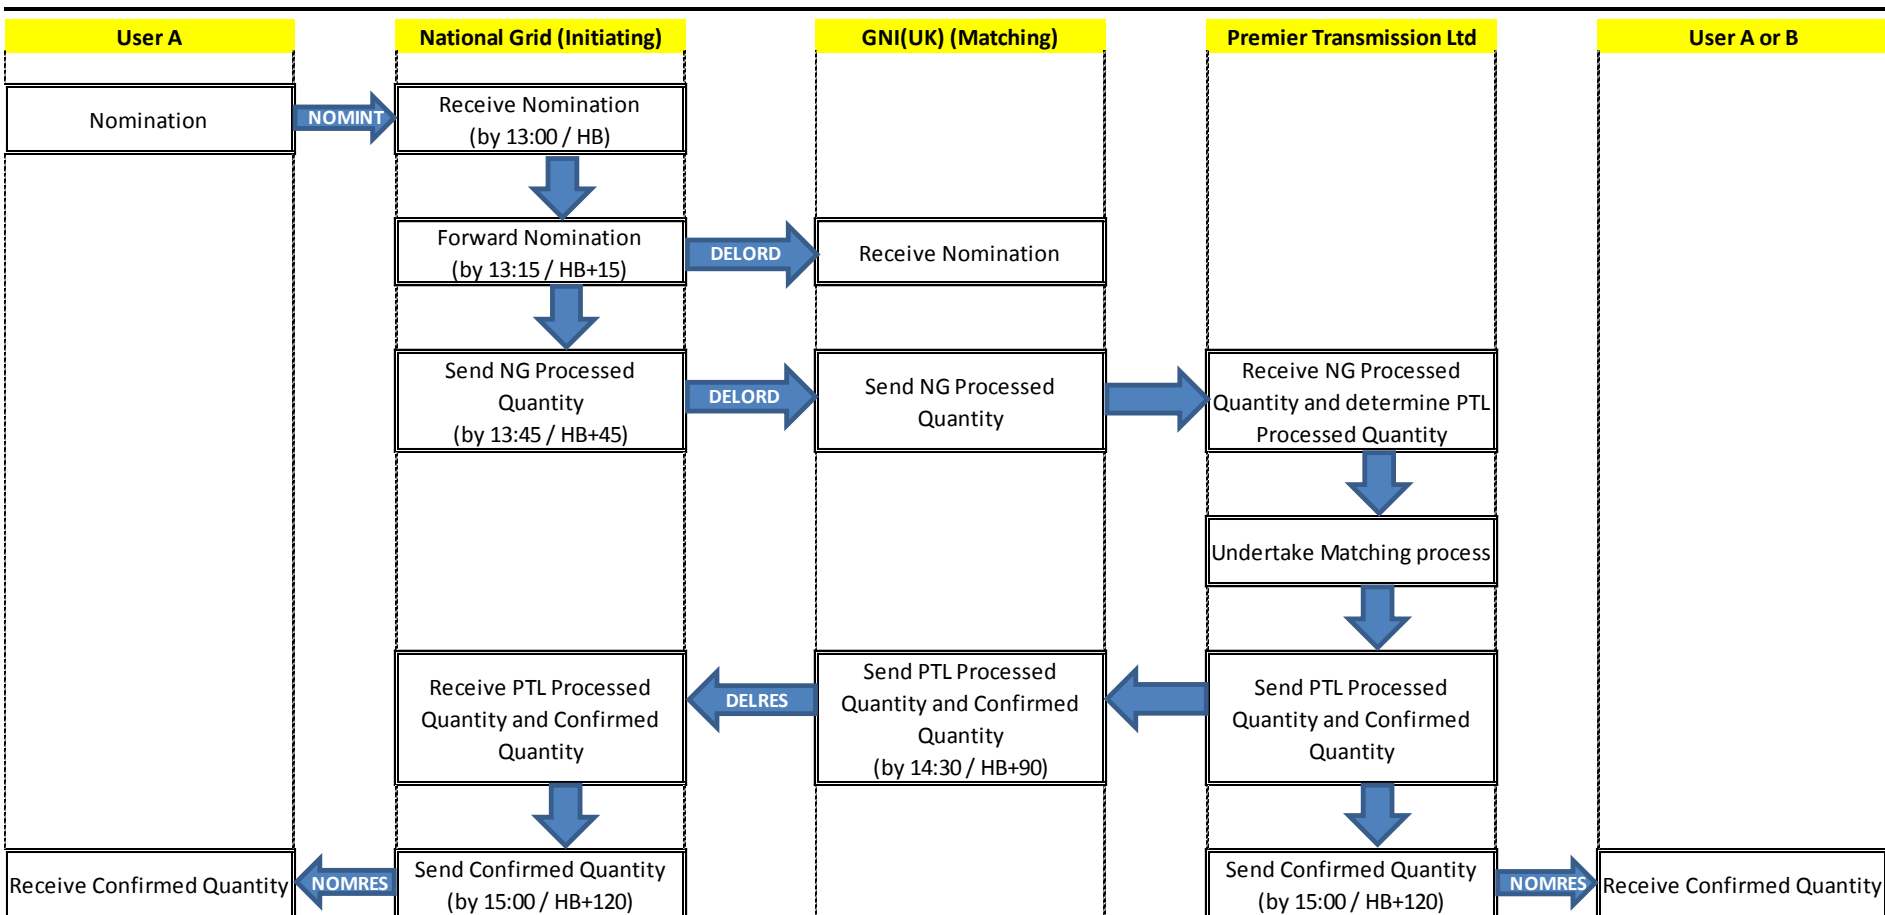 User A
National Grid (Initiating)
GNI(UK) (Matching)
Premier Transmission Ltd
User A or B
Nomination
NOMINT
Receive Nomination
(by 13:00 / HB)
Forward Nomination
(by 13:15 / HB+15)
DELORD
Receive Nomination
Send NG Processed
Quantity
(by 13:45 / HB+45)
DELORD
Send NG Processed
Quantity
Receive NG Processed
Quantity and determine PTL
Processed Quantity
Undertake Matching process
Receive PTL Processed
Quantity and Confirmed
Quantity
DELRES
Send PTL Processed
Quantity and Confirmed
Quantity
(by 14:30 / HB+90)
Send PTL Processed
Quantity and Confirmed
Quantity
Receive Confirmed Quantity
NOMRES
Send Confirmed Quantity
(by 15:00 / HB+120)
Send Confirmed Quantity
(by 15:00 / HB+120)
NOMRES
Receive Confirmed Quantity